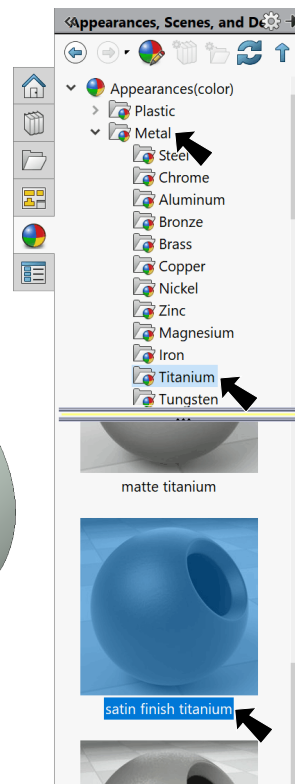 Appearances, Scenes, and De
Appearances(color)
Plastic
Metal
Steel
Chrome
Aluminum
Bronze
Brass
Copper
Nickel
Zinc
Magnesium
Iron
Titanium
Tungsten
matte titanium
satin finish titanium